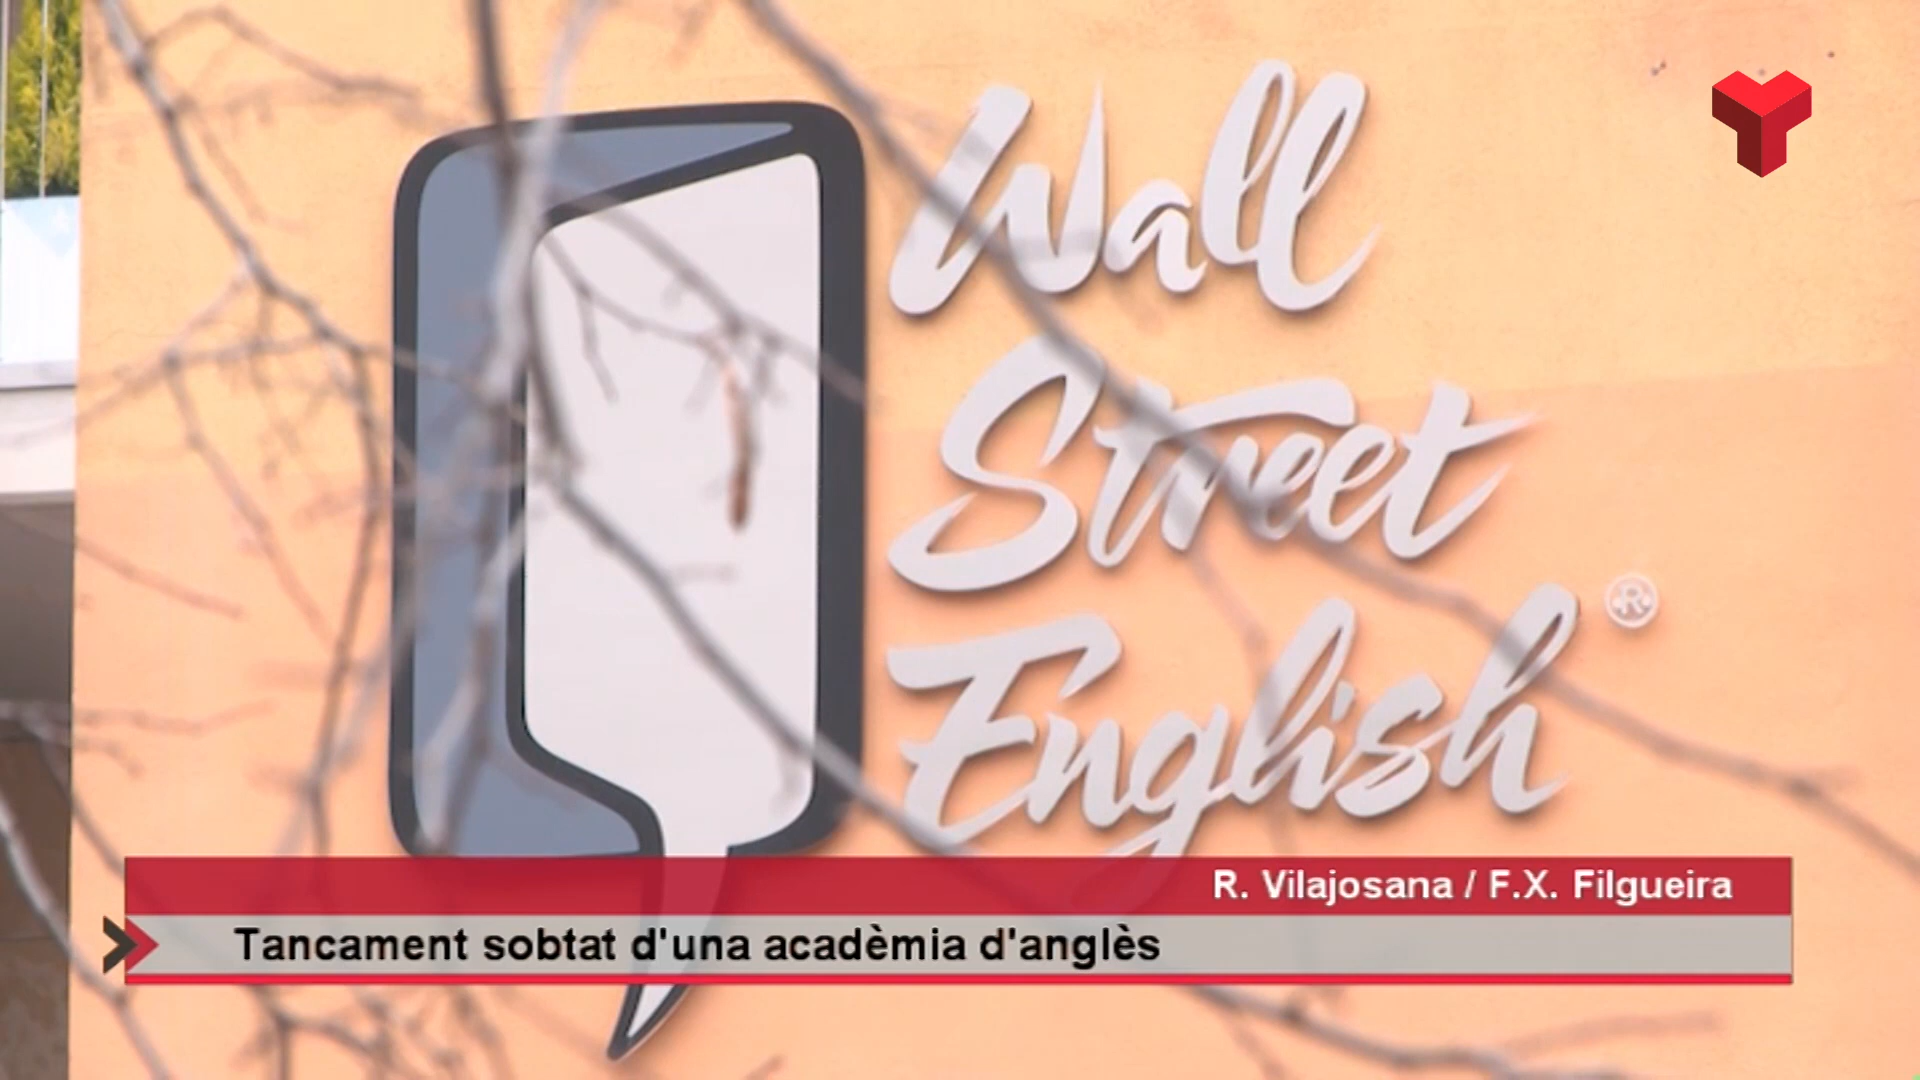 Wall
Street
English®
R. Vilajosana / F.X. Filgueira
Tancament sobtat d'una acadèmia d'anglès